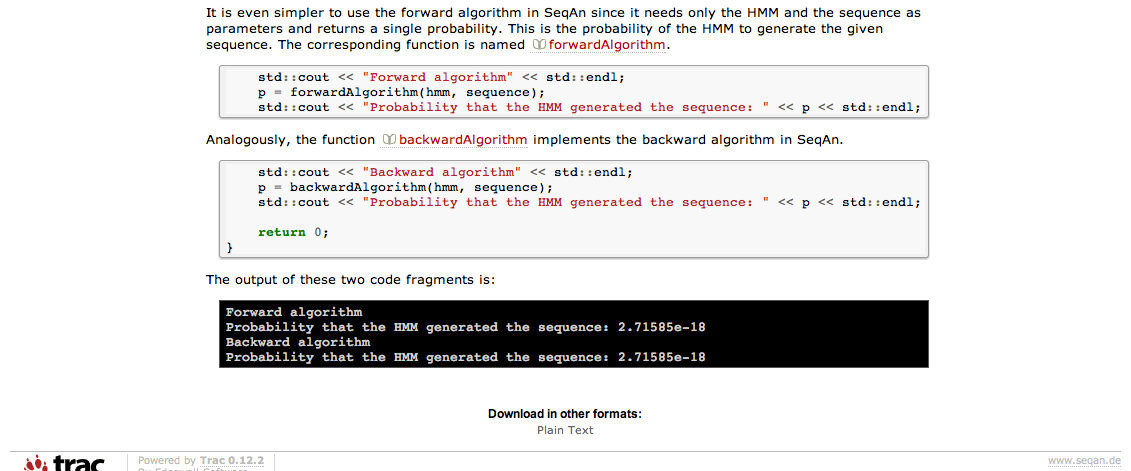 It is even simpler to use the forward algorithm in SeqAn since it needs only the HMM and the sequence as
parameters and returns a single probability. This is the probability of the HMM to generate the given
sequence. The corresponding function is named forwardAlgorithm.
std::cout << "Forward algorithm" << std::endl;
p = forwardAlgorithm(hmm, sequence);
std::cout << "Probability that the HMM generated the sequence: " << p << std::endl;
Analogously, the function backwardAlgorithm implements the backward algorithm in SeqAn.
std::cout << "Backward algorithm" << std::endl;
p = backwardAlgorithm(hmm, sequence);
std::cout << "Probability that the HMM generated the sequence: " << p << std::endl;
return 0;
}
The output of these two code fragments is:
Forward algorithm
Probability that the HMM generated the sequence: 2.71585e-18
Backward algorithm
Probability that the HMM generated the sequence: 2.71585e-18
Download in other formats:
Plain Text
trac Powered by Trac 0.12.2 www.seqan.de
By Edgewall Software